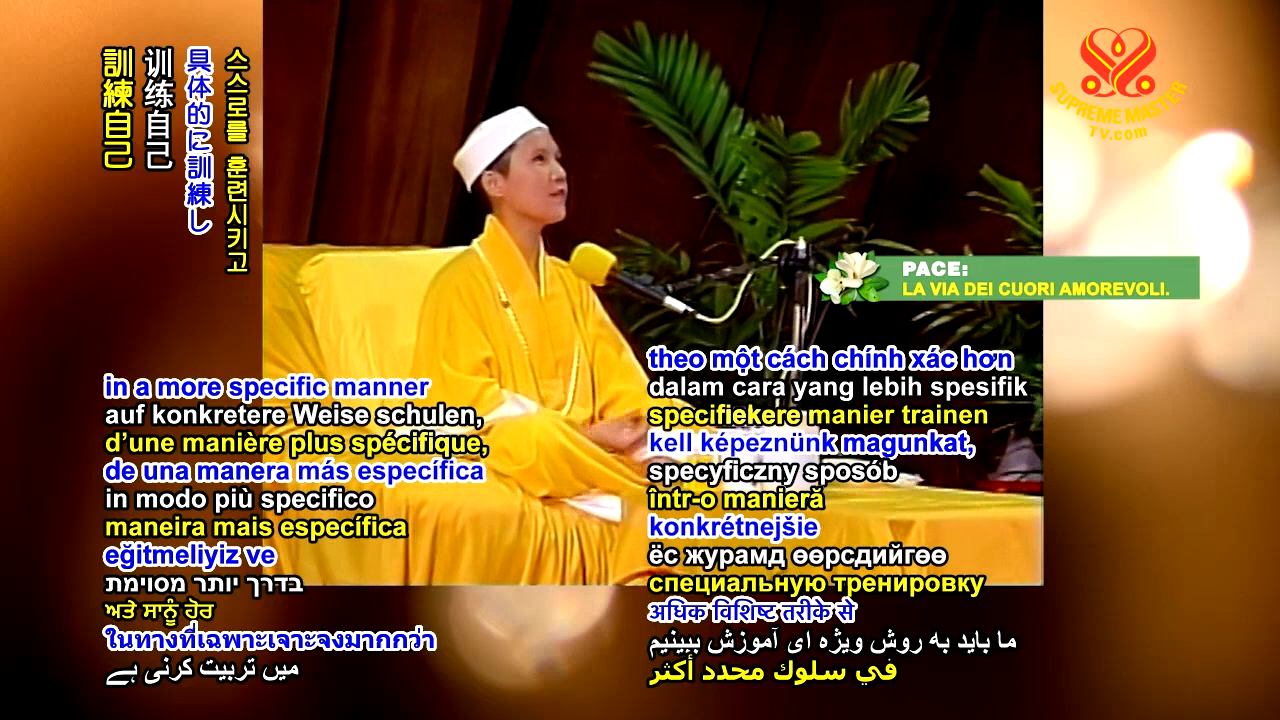 訓練自己
训练自己
具体的に訓練し
스스로를 훈련시키고
SUPREME MASTER
TV.com
PACE:
LA VIA DEI CUORI AMOREVOLI.
in a more specific manner
auf konkretere Weise schulen,
d’une manière plus spécifique,
de una manera más específica
in modo più specifico
maneira mais específica
eğitmeliyiz ve
בדרך יותר מסוימת
ਅਤੇ ਸਾਨੂੰ ਹੋਰ
ในทางที่เฉพาะเจาะจงมากกว่า
میں تربیت کرنی ہے
theo một cách chính xác hơn
dalam cara yang lebih spesifik
specifiekere manier trainen
kell képeznünk magunkat,
specyficzny sposób
într-o manieră
konkrétnejšie
ёс журамд өөрсдийгөө
специальную тренировку
अधिक विशिष्ट तरीके से
ما باید به روش ویژه ای آموزش ببینیم
في سلوك محدد أكثر